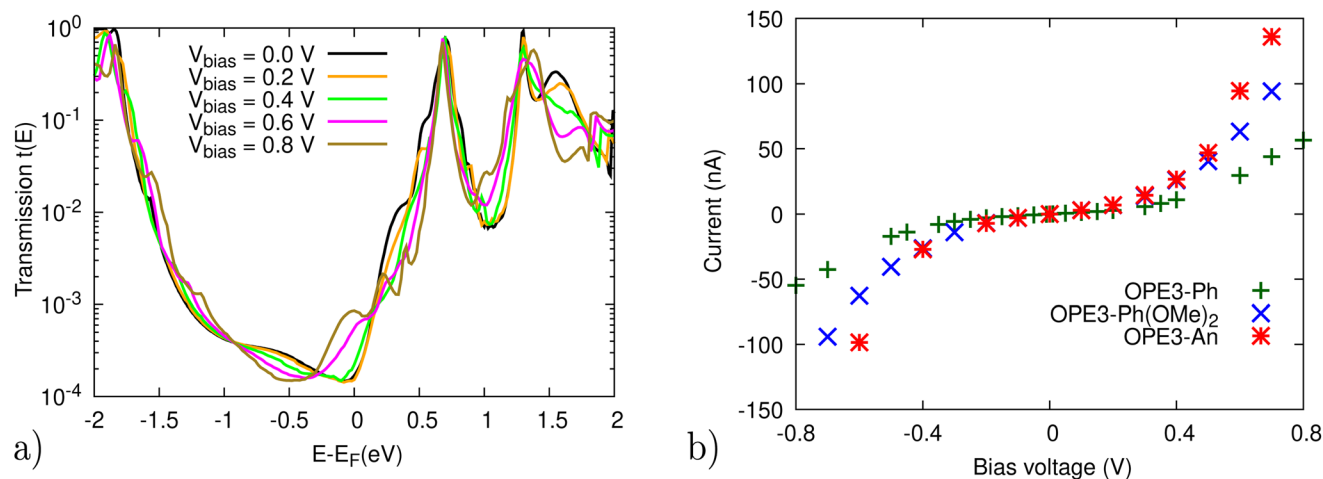 10^0
10^-1
10^-2
10^-3
10^-4
Transmission t(E)
V_bias = 0.0 V
V_bias = 0.2 V
V_bias = 0.4 V
V_bias = 0.6 V
V_bias = 0.8 V
-2 -1.5 -1 -0.5 0 0.5 1 1.5 2
E-E_F(eV)
a)
150
100
50
0
-50
-100
-150
Current (nA)
OPE3-Ph
OPE3-Ph(OMe)_2
OPE3-An
-0.8 -0.4 0 0.4 0.8
Bias voltage (V)
b)